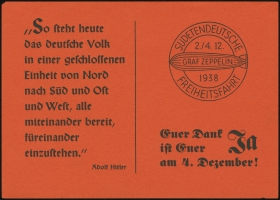 „So steht heute
das deutsche Volk
in einer geschlossenen
Einheit von Nord
nach Süd und Ost
und West, alle
miteinander bereit,
füreinander
einzustehen."
Adolf Hitler
SUDETENDEUTSCHE
2./4. 12.
GRAF ZEPPELIN
1938
FREIHEITSFAHRT
Euer Dank
ist Euer Ja
am 4. Dezember!